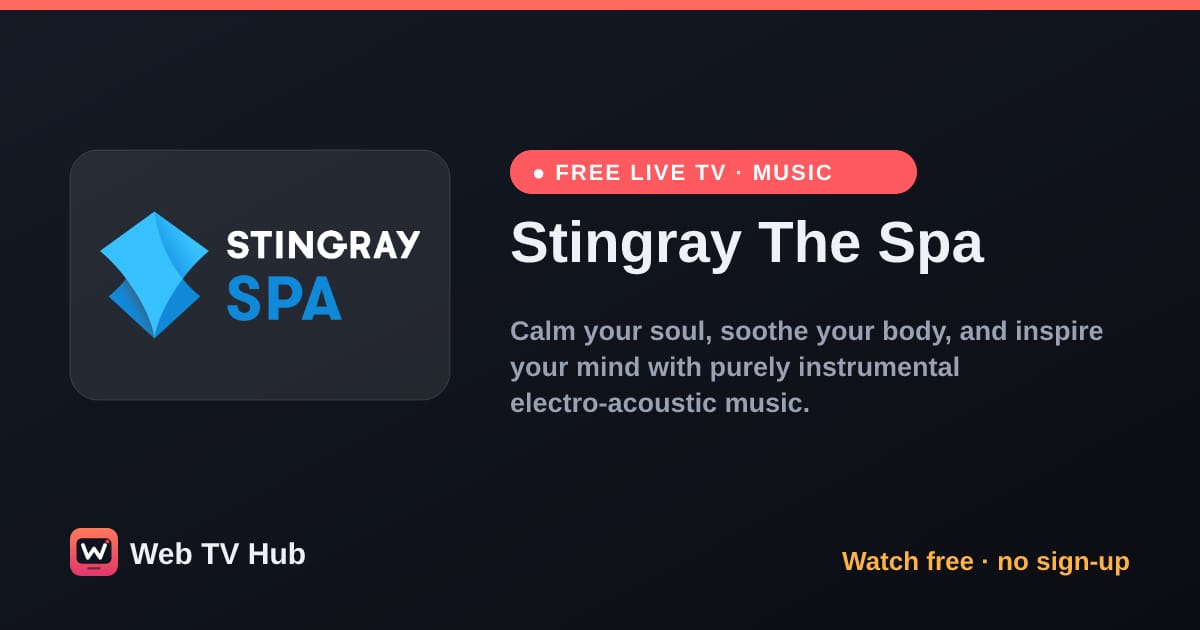 STINGRAY
SPA
• FREE LIVE TV · MUSIC
Stingray The Spa
Calm your soul, soothe your body, and inspire
your mind with purely instrumental
electro-acoustic music.
W
Web TV Hub
Watch free · no sign-up